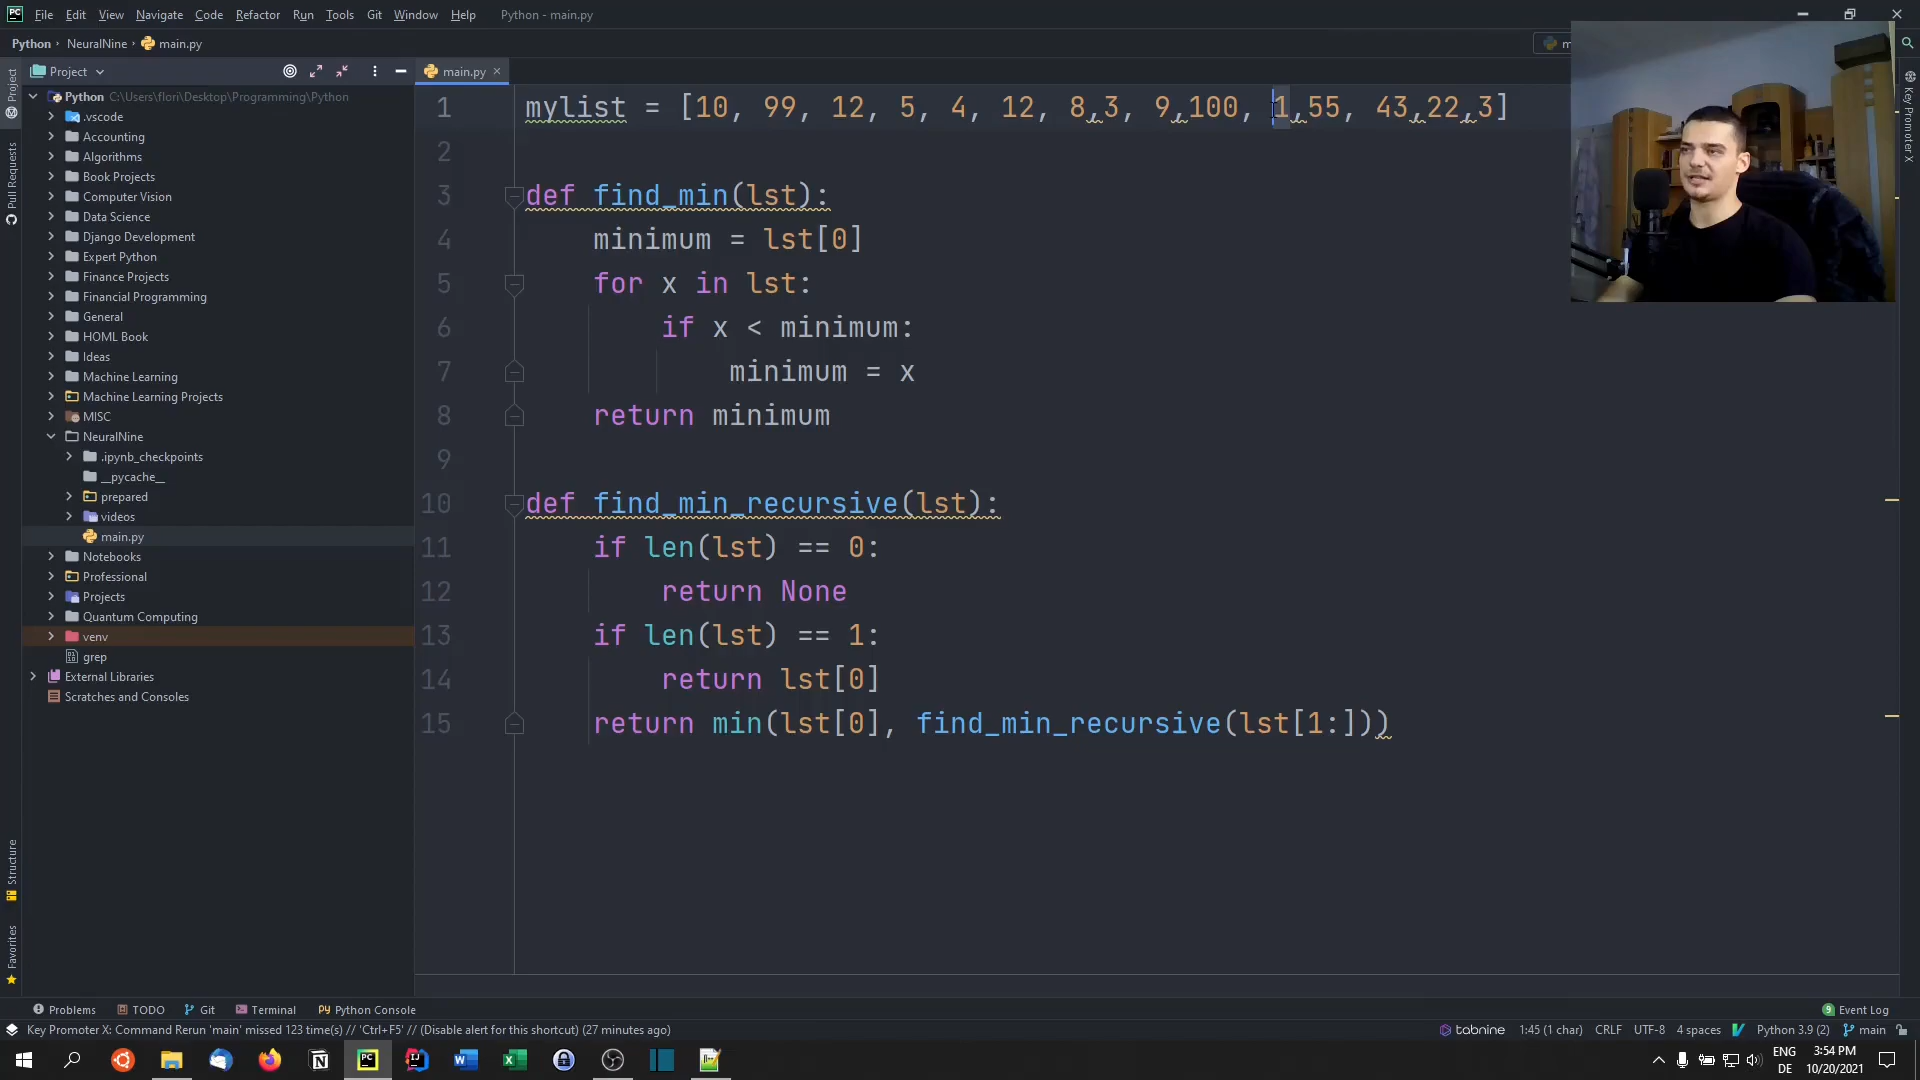 File Edit View Navigate Code Refactor Run Tools Git Window Help Python - main.py
Python NeuralNine main.py
Project
main.py
Python C:\Users\flori\Desktop\Programming\Python
.vscode
Accounting
Algorithms
Book Projects
Computer Vision
Data Science
Django Development
Expert Python
Finance Projects
Financial Programming
General
HOML Book
Ideas
Machine Learning
Machine Learning Projects
MISC
NeuralNine
.ipynb_checkpoints
__pycache__
prepared
videos
main.py
Notebooks
Professional
Projects
Quantum Computing
venv
grep
External Libraries
Scratches and Consoles
Project
Pull Requests
Structure
Favorites
1 mylist = [10, 99, 12, 5, 4, 12, 8,3, 9,100, 1,55, 43,22,3]
2
3 def find_min(lst):
4 minimum = lst[0]
5 for x in lst:
6 if x < minimum:
7 minimum = x
8 return minimum
9
10 def find_min_recursive(lst):
11 if len(lst) == 0:
12 return None
13 if len(lst) == 1:
14 return lst[0]
15 return min(lst[0], find_min_recursive(lst[1:]))
Key Promoter X
Problems TODO Git Terminal Python Console
9 Event Log
Key Promoter X: Command Rerun 'main' missed 123 time(s) // 'Ctrl+F5' // (Disable alert for this shortcut) (27 minutes ago)
tabnine 1:45 (1 char) CRLF UTF-8 4 spaces Python 3.9 (2) main
ENG
DE
3:54 PM
10/20/2021